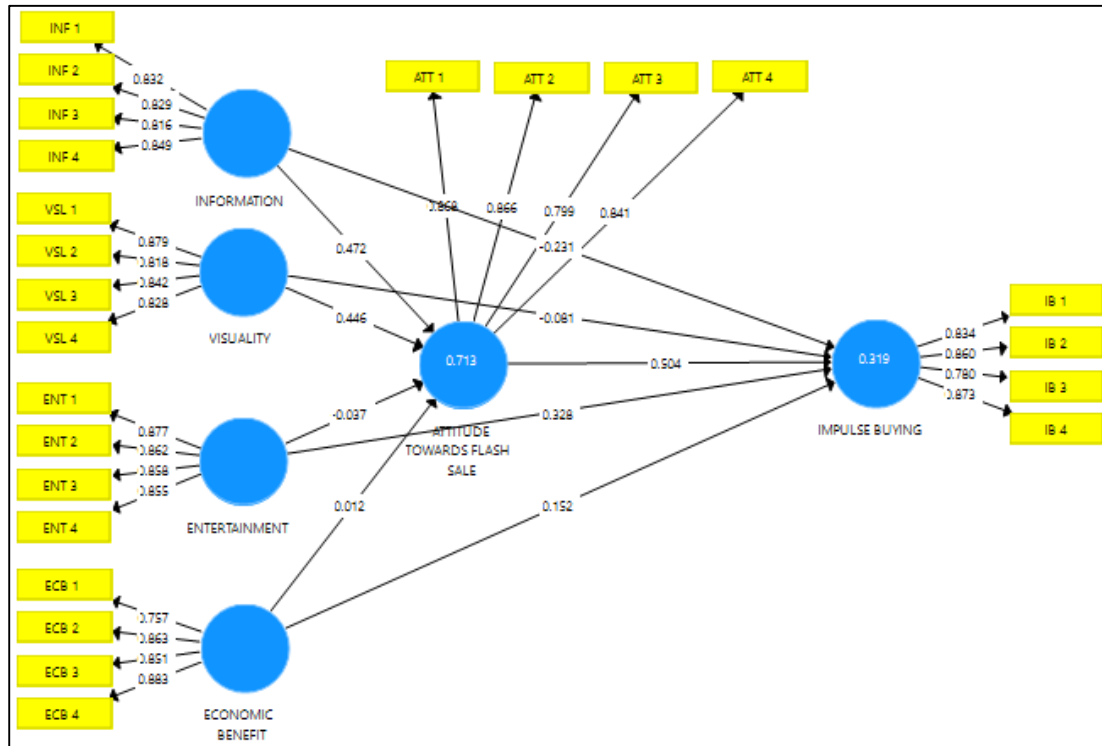 INF 1
INF 2
INF 3
INF 4
0.832
0.829
0.816
0.849
INFORMATION
VSL 1
VSL 2
VSL 3
VSL 4
0.879
0.818
0.842
0.828
VISUALITY
ENT 1
ENT 2
ENT 3
ENT 4
0.877
0.862
0.858
0.855
ENTERTAINMENT
ECB 1
ECB 2
ECB 3
ECB 4
0.757
0.863
0.851
0.883
ECONOMIC
BENEFIT
ATT 1
ATT 2
ATT 3
ATT 4
0.868
0.866
0.799
0.841
0.472
0.446
-0.037
0.012
0.713
ATTITUDE
TOWARDS FLASH
SALE
-0.231
-0.081
0.504
0.328
0.152
0.319
IMPULSE BUYING
0.834
0.860
0.780
0.873
IB 1
IB 2
IB 3
IB 4